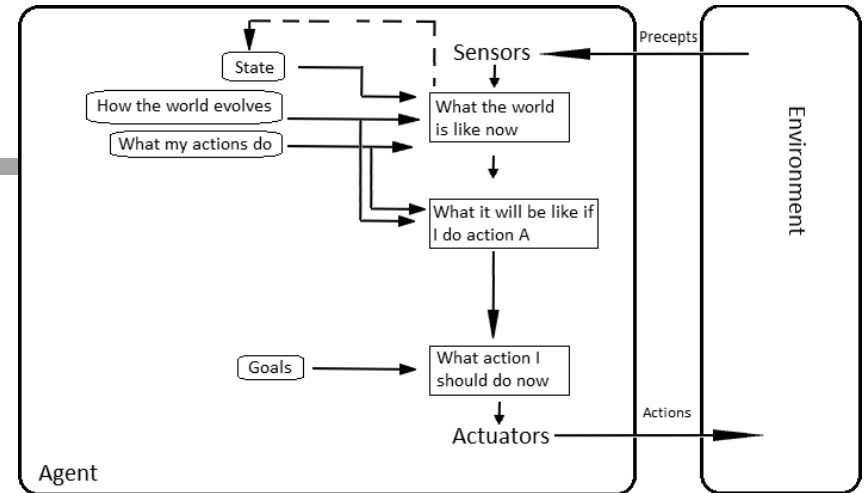 Precepts
Sensors
State
How the world evolves
What the world
is like now
What my actions do
Environment
What it will be like if
I do action A
What action I
should do now
Goals
Actions
Actuators
Agent